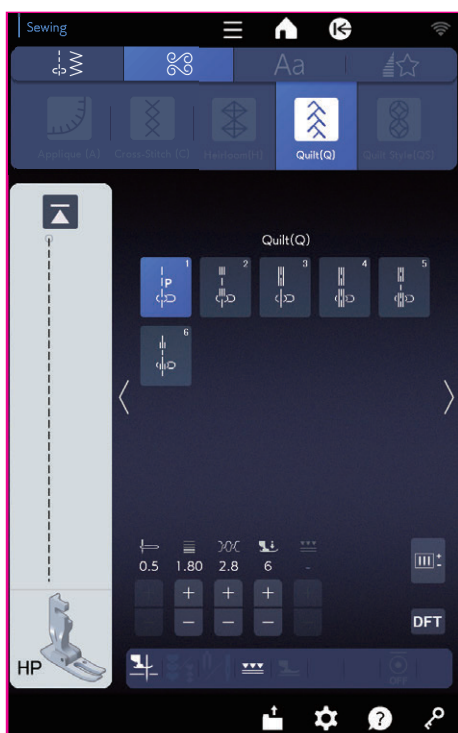 Sewing
Aa
Applique (A) Cross-Stitch (C) Heirloom(H) Quilt(Q) Quilt Style(QS)
Quilt(Q)
1 2 3 4 5
P
6
0.5 1.80 2.8 6 -
+ + +
− − −
DFT
HP
OFF
?